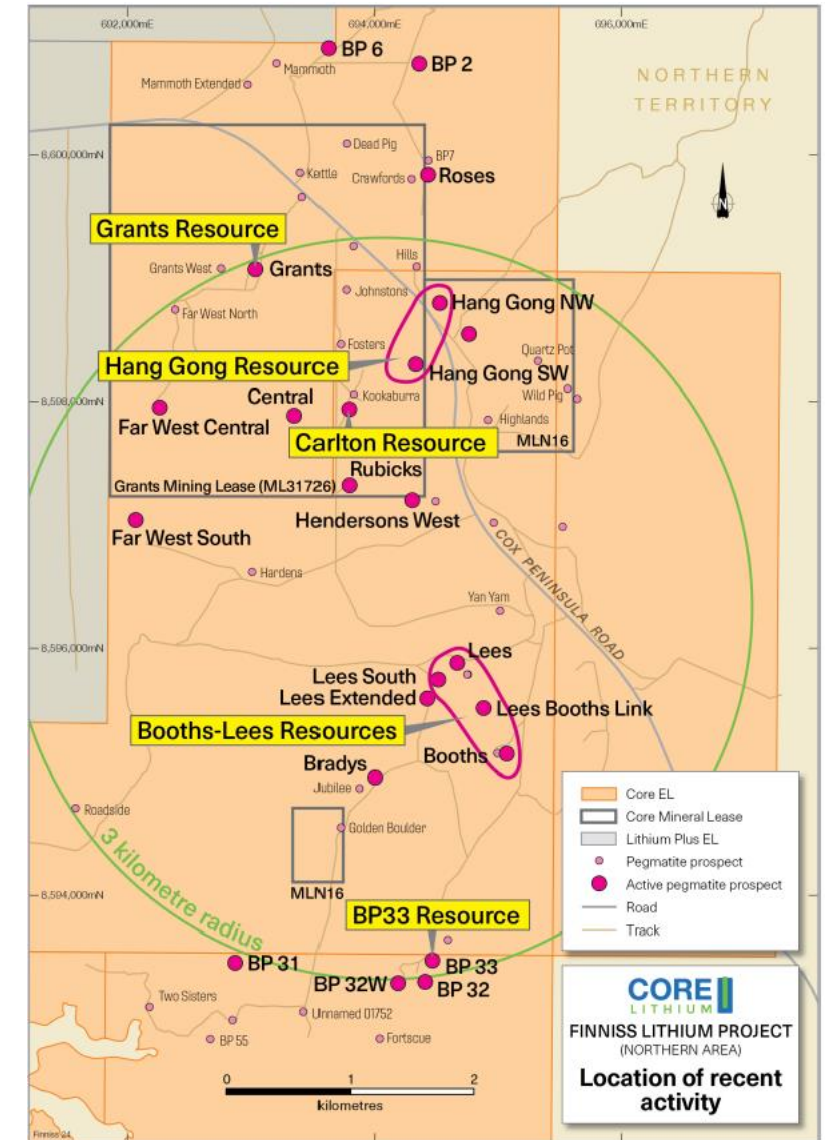 692,000mE
694,000mE
696,000mE
BP 6
BP 2
Mammoth
Mammoth Extended
NORTHERN
TERRITORY
8,600,000mN
Dead Pig
BP7
Kettle
Crawfords
Roses
N
Grants Resource
Hills
Grants West
Grants
Johnstons
Hang Gong NW
Far West North
Fosters
Quartz Pot
Hang Gong Resource
Hang Gong SW
Central
Kookaburra
Wild Pig
8,598,000mN
Far West Central
Highlands
Carlton Resource
MLN16
Rubicks
Grants Mining Lease (ML31726)
Hendersons West
Far West South
COX PENINSULA ROAD
Hardens
Yan Yam
8,596,000mN
Lees
Lees South
Lees Extended
Lees Booths Link
Booths-Lees Resources
Booths
Bradys
Jubilee
Roadside
Golden Boulder
3 kilometre radius
MLN16
8,594,000mN
BP33 Resource
BP 31
BP 33
BP 32W
BP 32
Two Sisters
Unnamed 01752
BP 55
Fortscue
0 1 2
kilometres
Core EL
Core Mineral Lease
Lithium Plus EL
Pegmatite prospect
Active pegmatite prospect
Road
Track
CORE
LITHIUM
FINNISS LITHIUM PROJECT
(NORTHERN AREA)
Location of recent
activity
Finniss 24